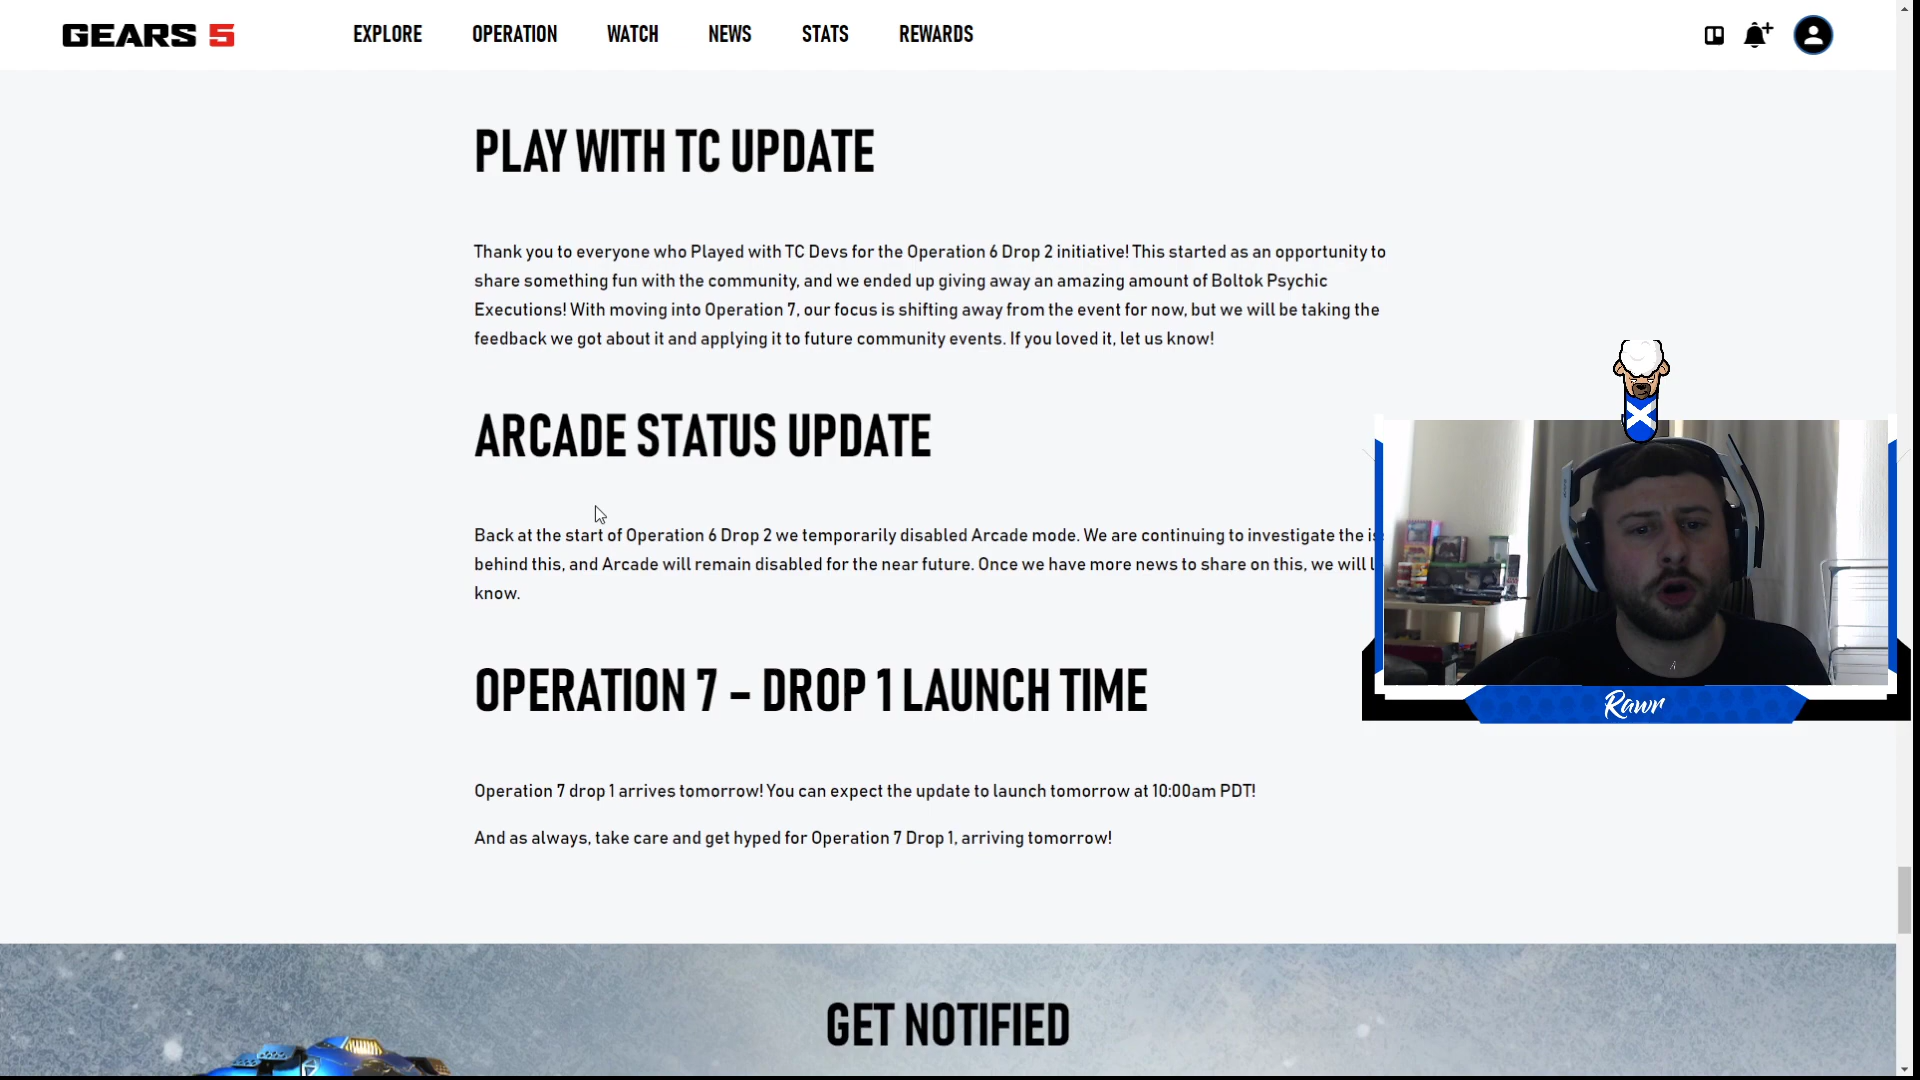 GEARS 5
EXPLORE OPERATION WATCH NEWS STATS REWARDS
PLAY WITH TC UPDATE
Thank you to everyone who Played with TC Devs for the Operation 6 Drop 2 initiative! This started as an opportunity to
share something fun with the community, and we ended up giving away an amazing amount of Boltok Psychic
Executions! With moving into Operation 7, our focus is shifting away from the event for now, but we will be taking the
feedback we got about it and applying it to future community events. If you loved it, let us know!
ARCADE STATUS UPDATE
Back at the start of Operation 6 Drop 2 we temporarily disabled Arcade mode. We are continuing to investigate the
behind this, and Arcade will remain disabled for the near future. Once we have more news to share on this, we will
know.
OPERATION 7 – DROP 1 LAUNCH TIME
Operation 7 drop 1 arrives tomorrow! You can expect the update to launch tomorrow at 10:00am PDT!
And as always, take care and get hyped for Operation 7 Drop 1, arriving tomorrow!
Rawr
GET NOTIFIED